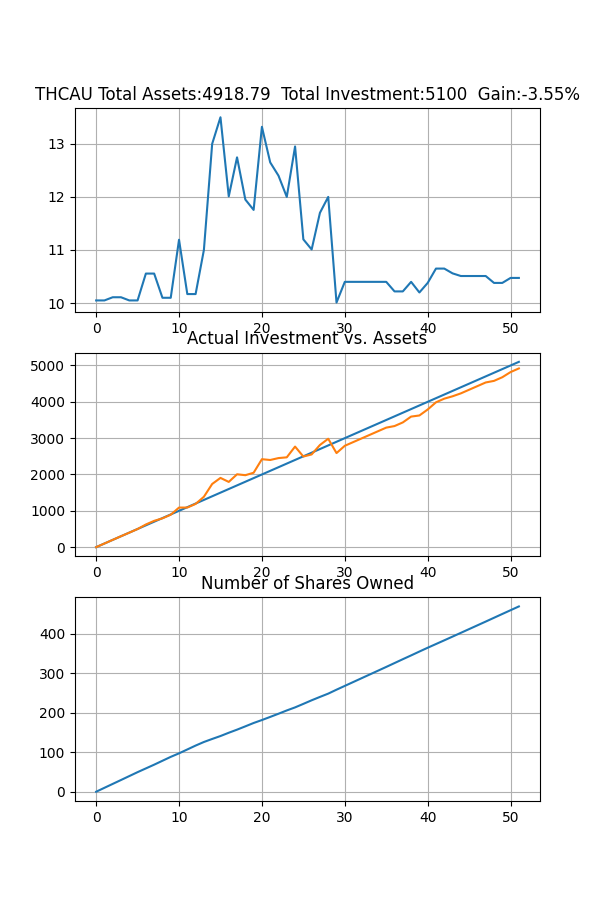 THCAU Total Assets:4918.79  Total Investment:5100  Gain:-3.55%
13
12
11
10
0 10 20 30 40 50
Actual Investment vs. Assets
5000
4000
3000
2000
1000
0
0 10 20 30 40 50
Number of Shares Owned
400
300
200
100
0
0 10 20 30 40 50